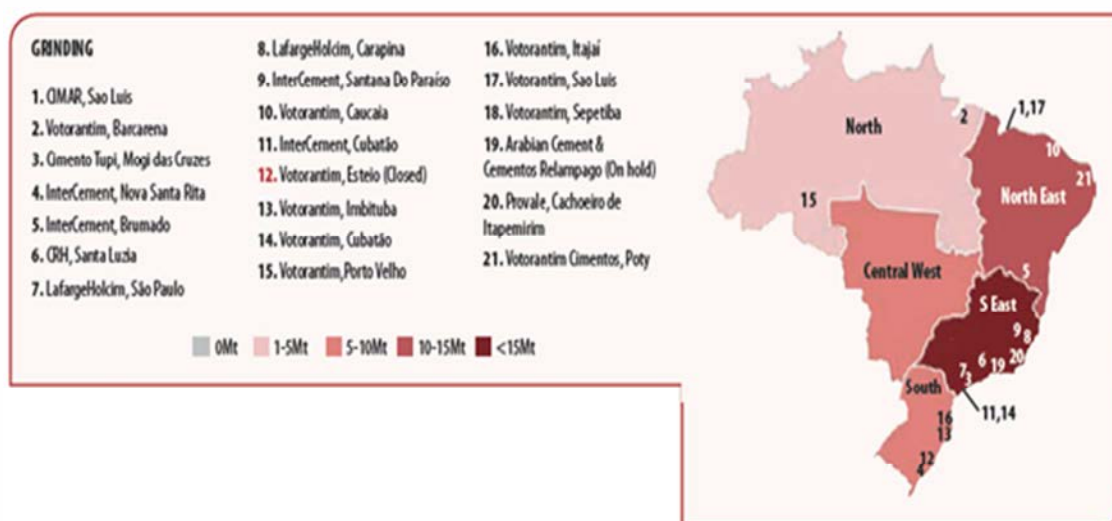 GRINDING
1. CIMAR, Sao Luis
2. Votorantim, Barcarena
3. Cimento Tupi, Mogi das Cruzes
4. InterCement, Nova Santa Rita
5. InterCement, Brumado
6. CRH, Santa Luzia
7. LafargeHolcim, São Paulo
8. LafargeHolcim, Carapina
9. InterCement, Santana Do Paraíso
10. Votorantim, Caucaia
11. InterCement, Cubatão
12. Votorantim, Esteio (Closed)
13. Votorantim, Imbituba
14. Votorantim, Cubatão
15. Votorantim,Porto Velho
16. Votorantim, Itajaí
17. Votorantim, Sao Luis
18. Votorantim, Sepetiba
19. Arabian Cement &
Cementos Relampago (On hold)
20. Provale, Cachoeiro de
Itapemirim
21. Votorantim Cimentos, Poty
0Mt 1-5Mt 5-10Mt 10-15Mt <15Mt
1,17
2
North
10
21
15
North East
Central West
5
S East
9
8
6
20
7
19
3
South
11,14
16
13
12
4